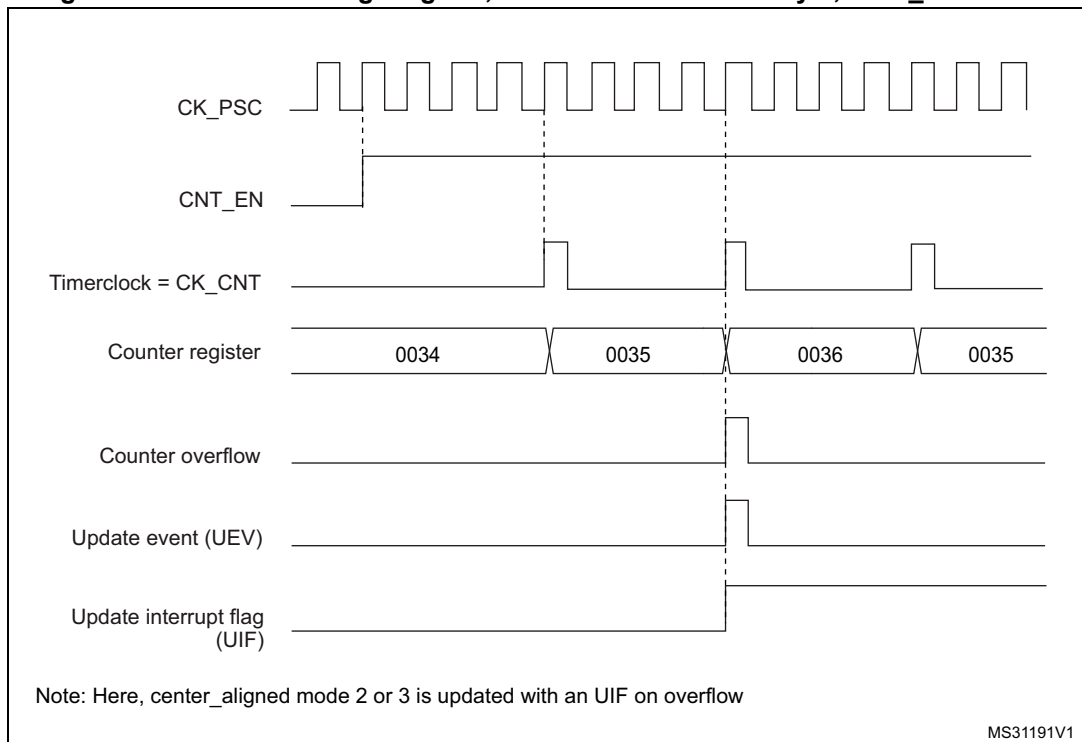 CK_PSC
CNT_EN
Timerclock = CK_CNT
Counter register
0034
0035
0036
0035
Counter overflow
Update event (UEV)
Update interrupt flag
(UIF)
Note: Here, center_aligned mode 2 or 3 is updated with an UIF on overflow
MS31191V1